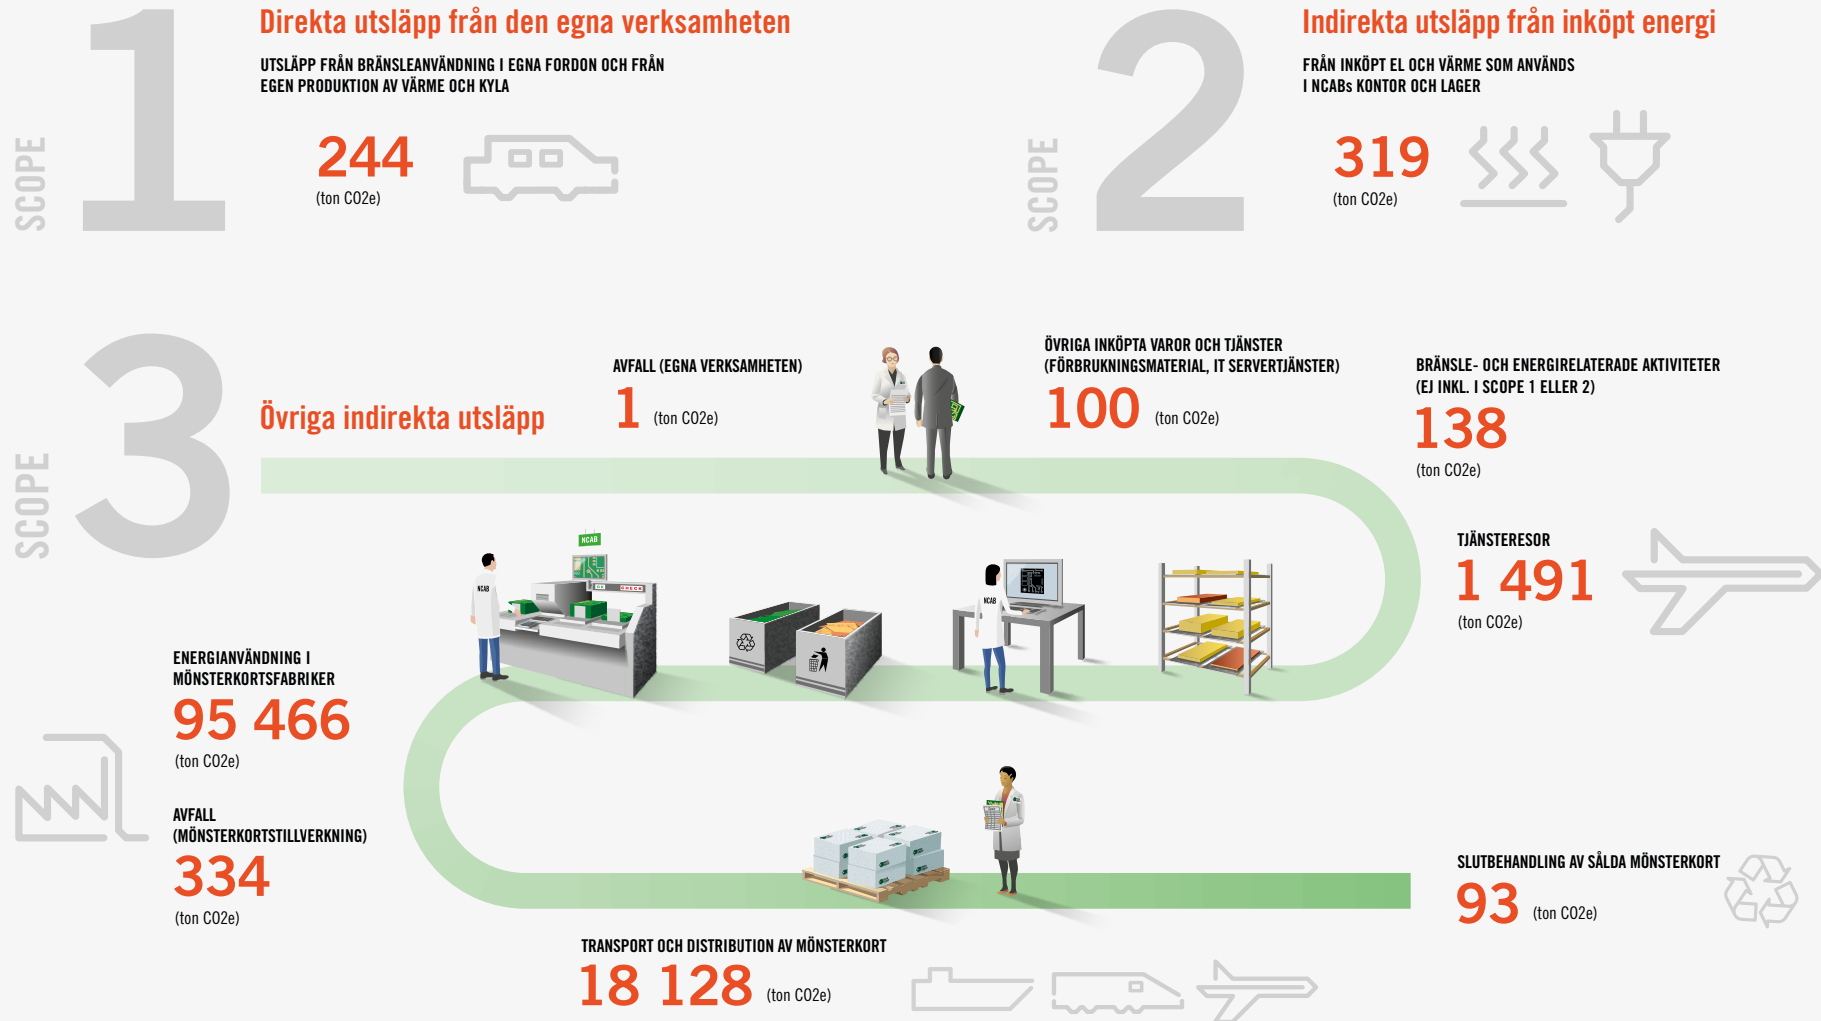 SCOPE
1
Direkta utsläpp från den egna verksamheten
UTSLÄPP FRÅN BRÄNSLEANVÄNDNING I EGNA FORDON OCH FRÅN
EGEN PRODUKTION AV VÄRME OCH KYLA
244
(ton CO2e)
SCOPE
2
Indirekta utsläpp från inköpt energi
FRÅN INKÖPT EL OCH VÄRME SOM ANVÄNDS
I NCABs KONTOR OCH LAGER
319
(ton CO2e)
SCOPE
3
Övriga indirekta utsläpp
AVFALL (EGNA VERKSAMHETEN)
1 (ton CO2e)
ÖVRIGA INKÖPTA VAROR OCH TJÄNSTER
(FÖRBRUKNINGSMATERIAL, IT SERVERTJÄNSTER)
100 (ton CO2e)
BRÄNSLE- OCH ENERGIRELATERADE AKTIVITETER
(EJ INKL. I SCOPE 1 ELLER 2)
138
(ton CO2e)
TJÄNSTERESOR
1 491
(ton CO2e)
NCAB
NCAB
CHECK
NCAB
ENERGIANVÄNDNING I
MÖNSTERKORTSFABRIKER
95 466
(ton CO2e)
AVFALL
(MÖNSTERKORTSTILLVERKNING)
334
(ton CO2e)
TRANSPORT OCH DISTRIBUTION AV MÖNSTERKORT
18 128 (ton CO2e)
SLUTBEHANDLING AV SÅLDA MÖNSTERKORT
93 (ton CO2e)